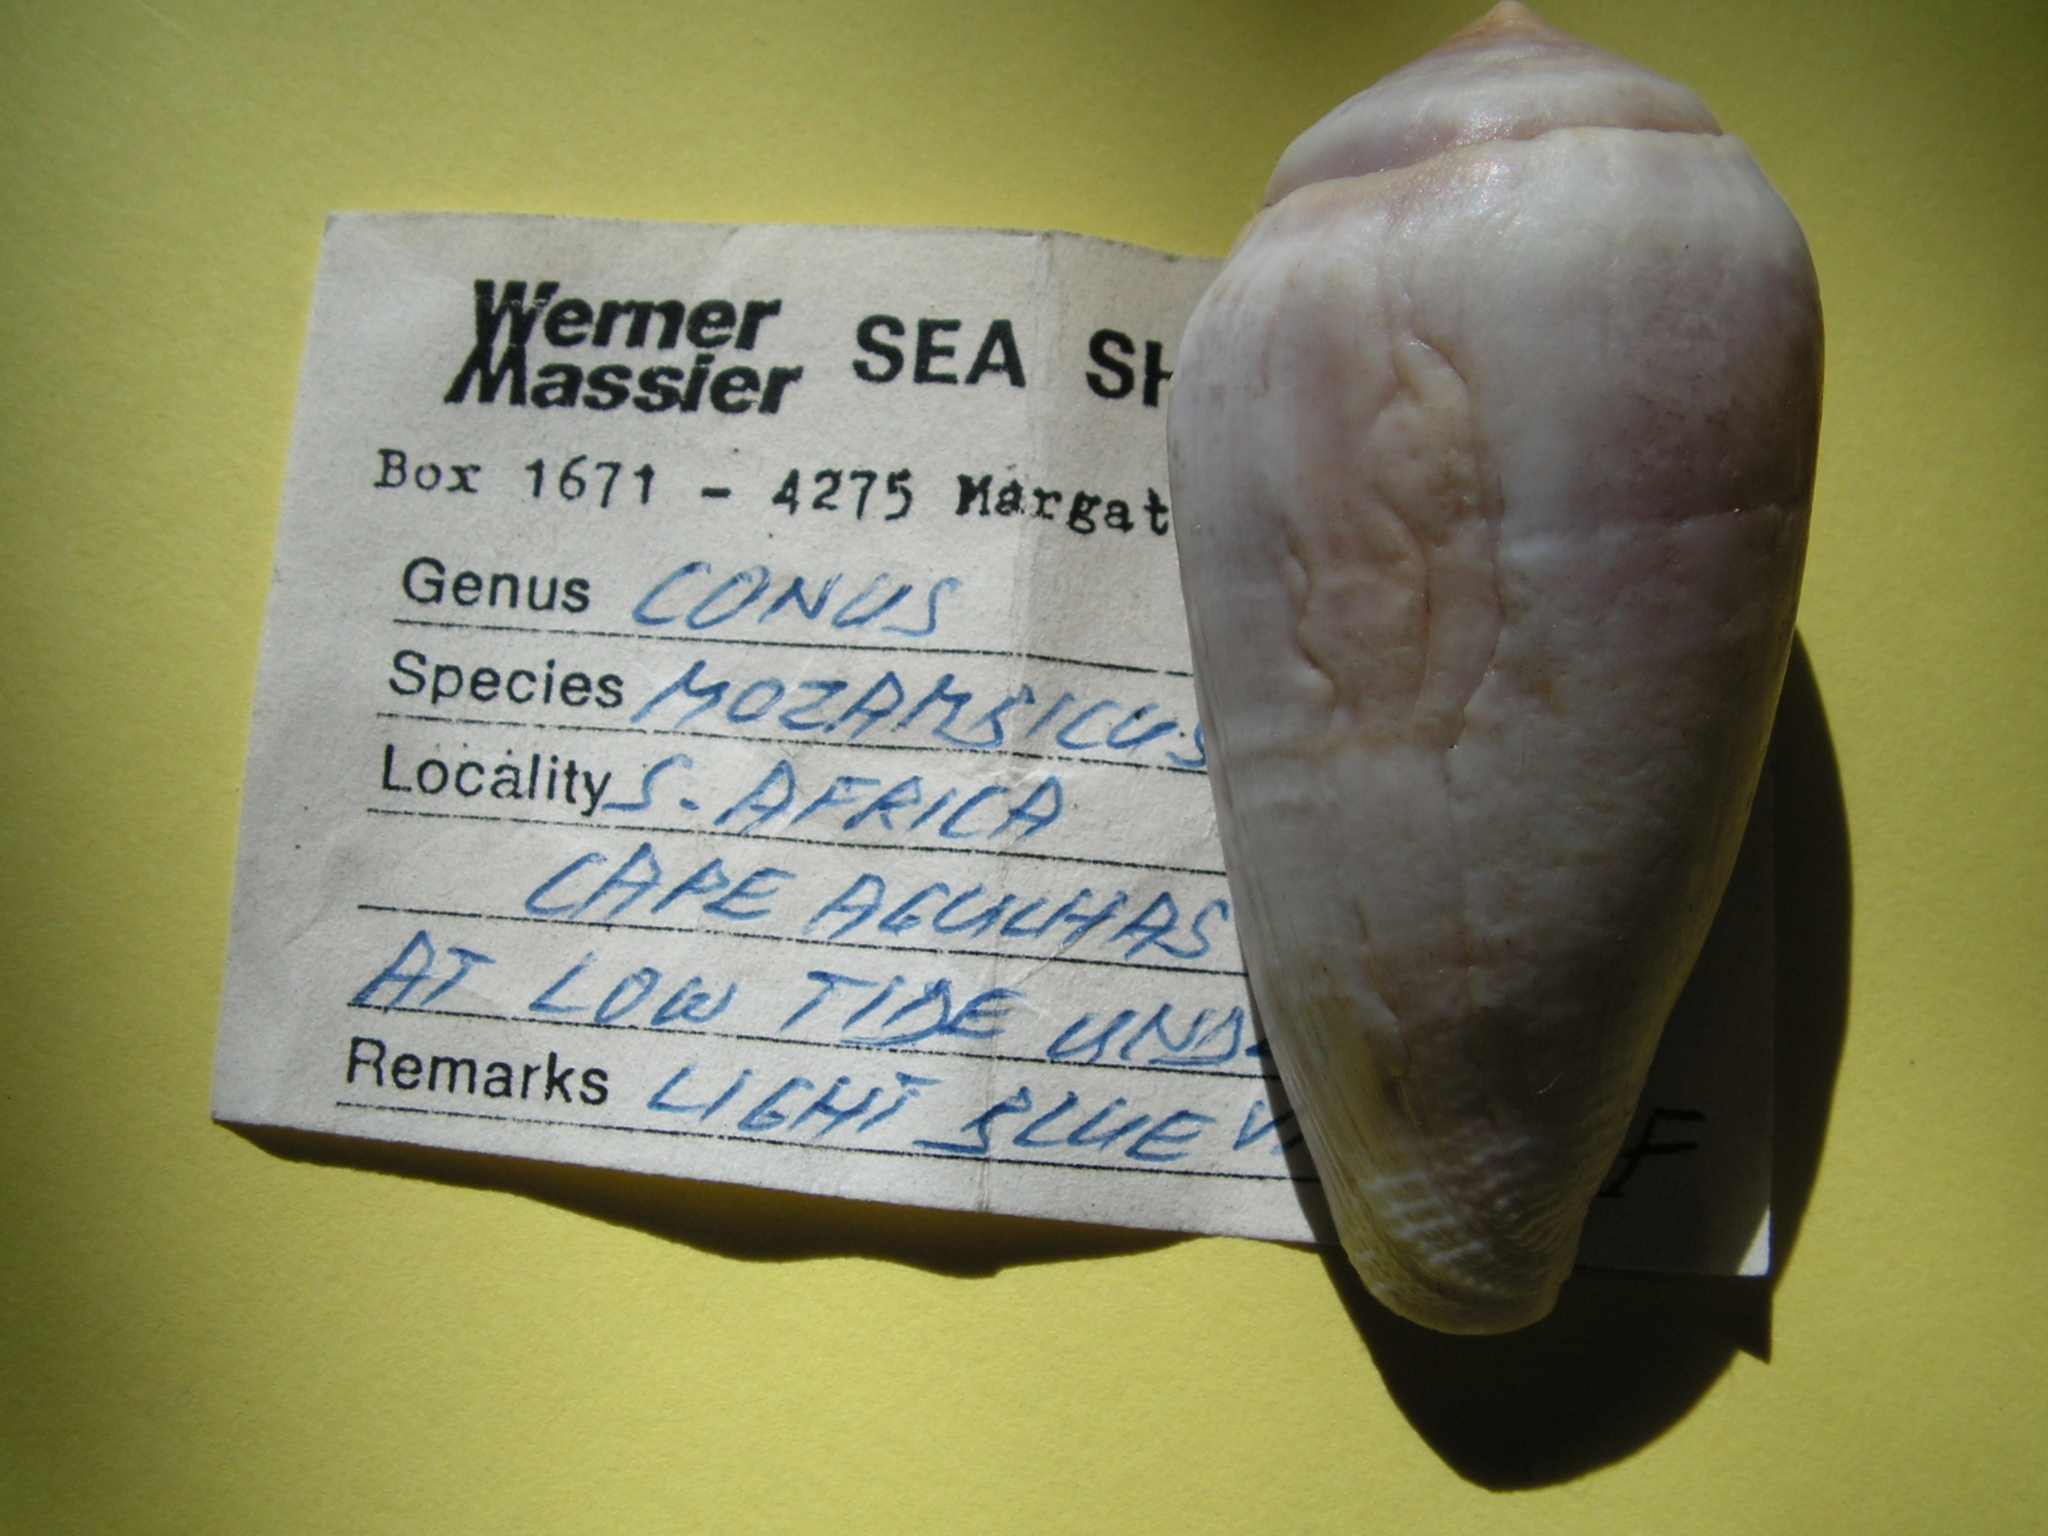 Werner Massier SEA SH
Box 1671 - 4275 Margat
Genus CONUS
Species MOZAMBICUS
Locality S. AFRICA
CAPE AGULHAS
AT LOW TIDE UND
Remarks LIGHT BLUE V
F